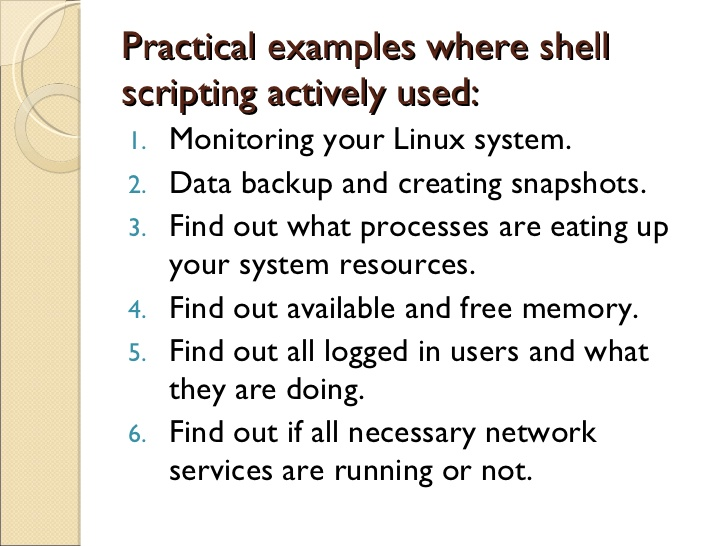 Practical examples where shell
scripting actively used:
1. Monitoring your Linux system.
2. Data backup and creating snapshots.
3. Find out what processes are eating up
your system resources.
4. Find out available and free memory.
5. Find out all logged in users and what
they are doing.
6. Find out if all necessary network
services are running or not.